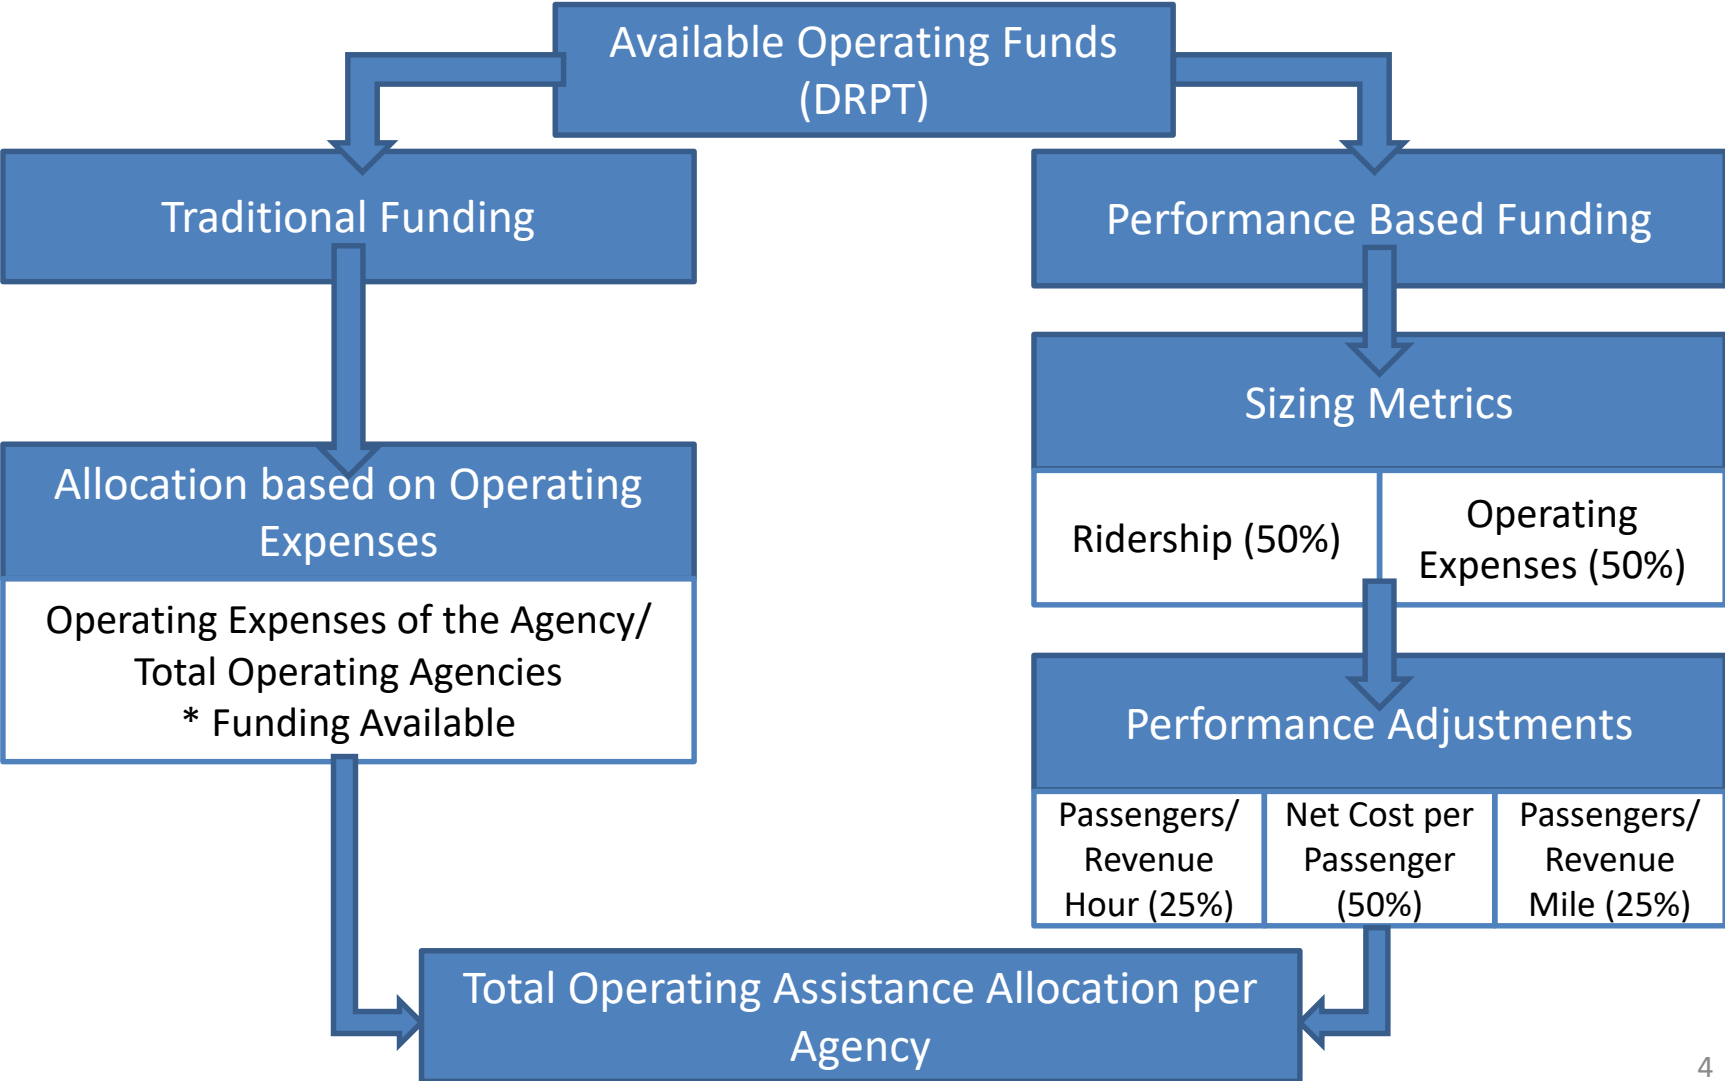 Available Operating Funds
(DRPT)
Traditional Funding
Performance Based Funding
Sizing Metrics
Ridership (50%)
Operating
Expenses (50%)
Allocation based on Operating
Expenses
Operating Expenses of the Agency/
Total Operating Agencies
* Funding Available
Performance Adjustments
Passengers/
Revenue
Hour (25%)
Net Cost per
Passenger
(50%)
Passengers/
Revenue
Mile (25%)
Total Operating Assistance Allocation per
Agency
4